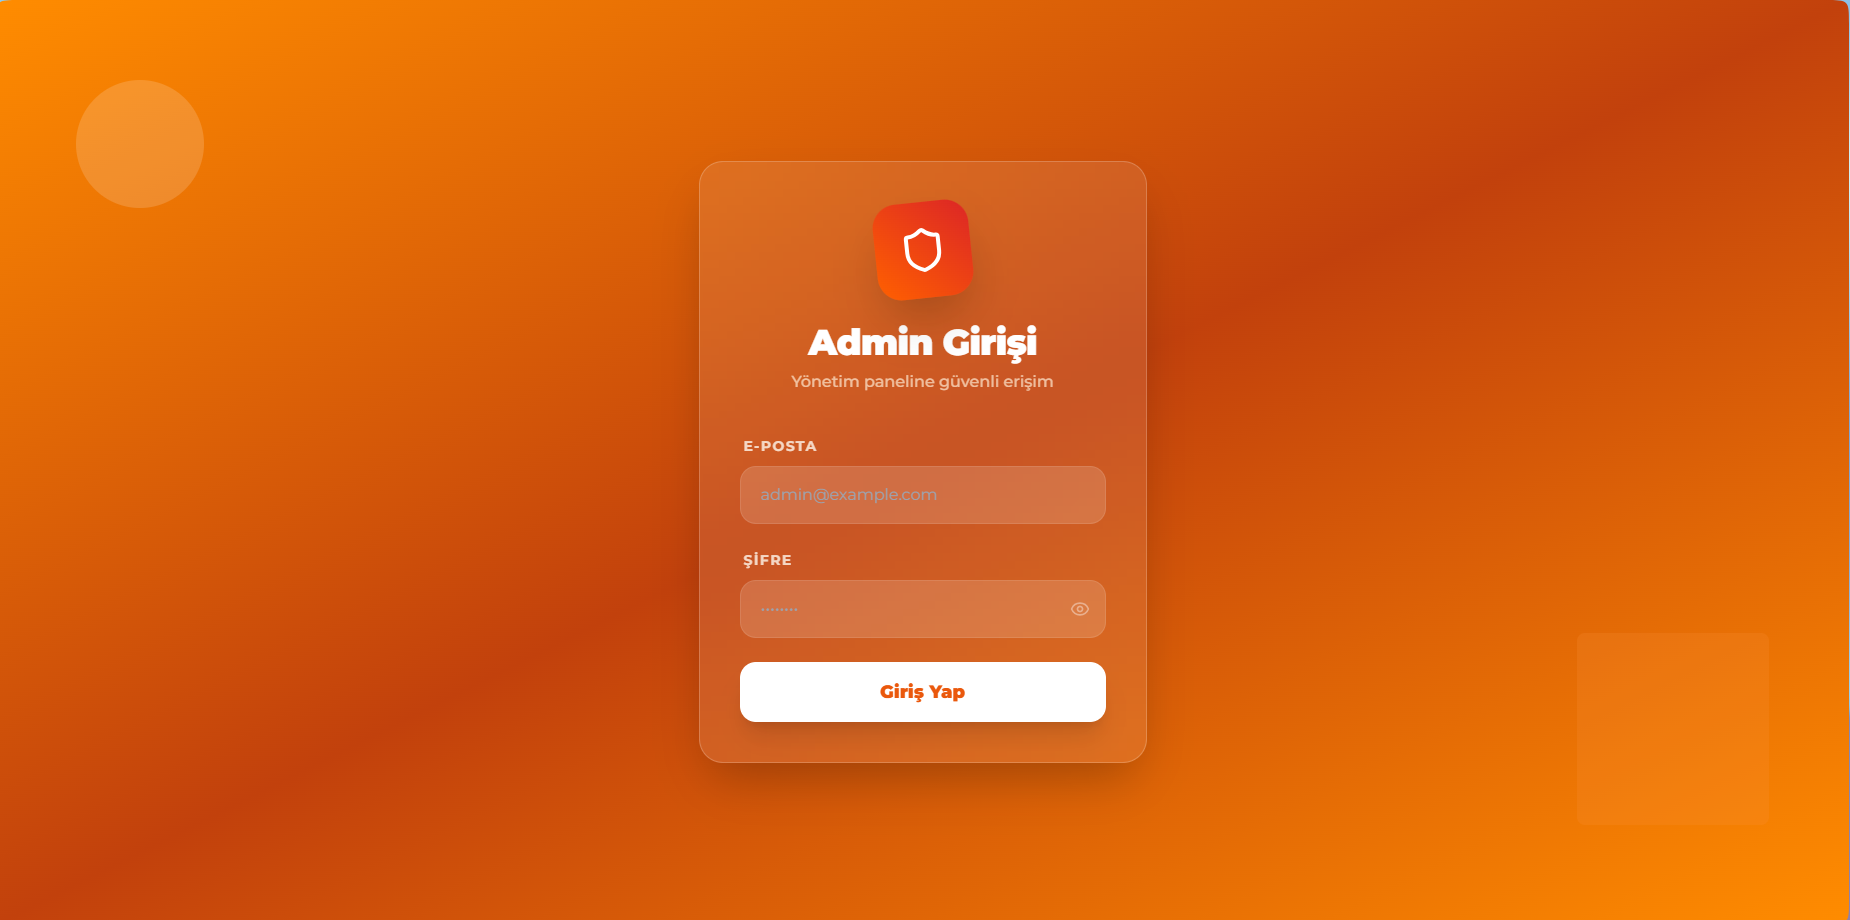 Admin Girişi
Yönetim paneline güvenli erişim
E-POSTA
admin@example.com
ŞİFRE
••••••••
Giriş Yap